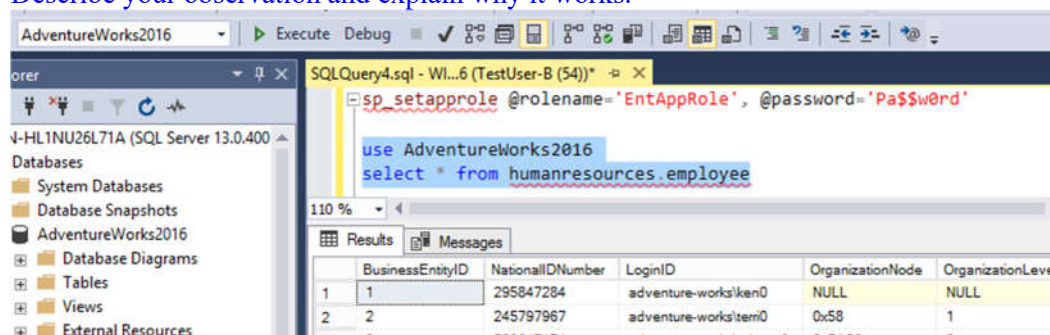 Describe your observation and explain why it works.
AdventureWorks2016 Execute Debug
orer SQLQuery4.sql - WI...6 (TestUser-B (54))*
sp_setapprole @rolename='EntAppRole', @password='Pa$$w0rd'
N-HL1NU26L71A (SQL Server 13.0.400
Databases
use AdventureWorks2016
select * from humanresources.employee
System Databases
Database Snapshots
AdventureWorks2016
Database Diagrams
Tables
Views
External Resources
110 %
Results Messages
BusinessEntityID NationalIDNumber LoginID OrganizationNode OrganizationLeve
1 1 295847284 adventure-works\ken0 NULL NULL
2 2 245797967 adventure-works\terri0 0x58 1